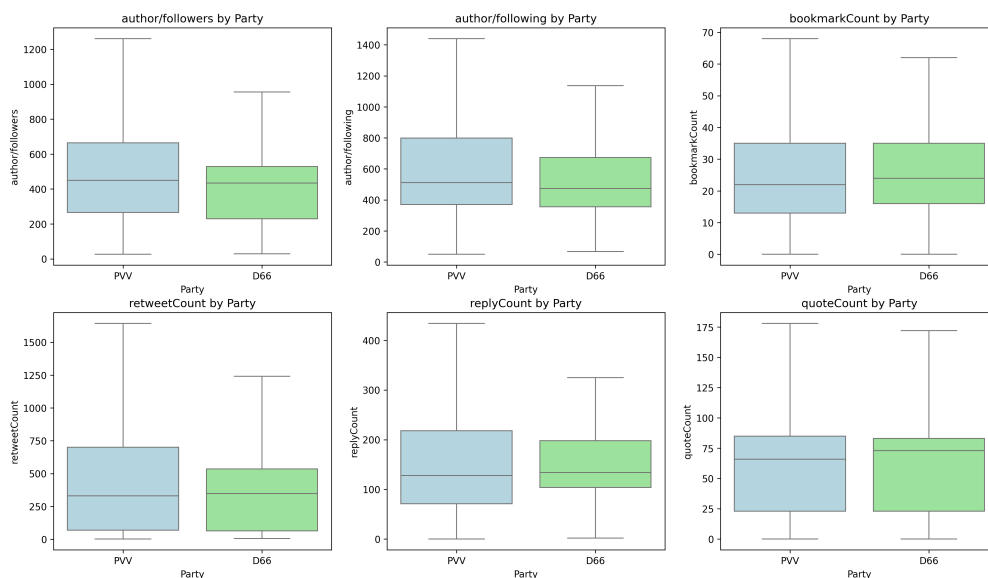 author/followers by Party
author/followers
1200
1000
800
600
400
200
0
PVV
D66
Party
author/following by Party
author/following
1400
1200
1000
800
600
400
200
0
PVV
D66
Party
bookmarkCount by Party
bookmarkCount
70
60
50
40
30
20
10
0
PVV
D66
Party
retweetCount by Party
retweetCount
1500
1250
1000
750
500
250
0
PVV
D66
Party
replyCount by Party
replyCount
400
300
200
100
0
PVV
D66
Party
quoteCount by Party
quoteCount
175
150
125
100
75
50
25
0
PVV
D66
Party